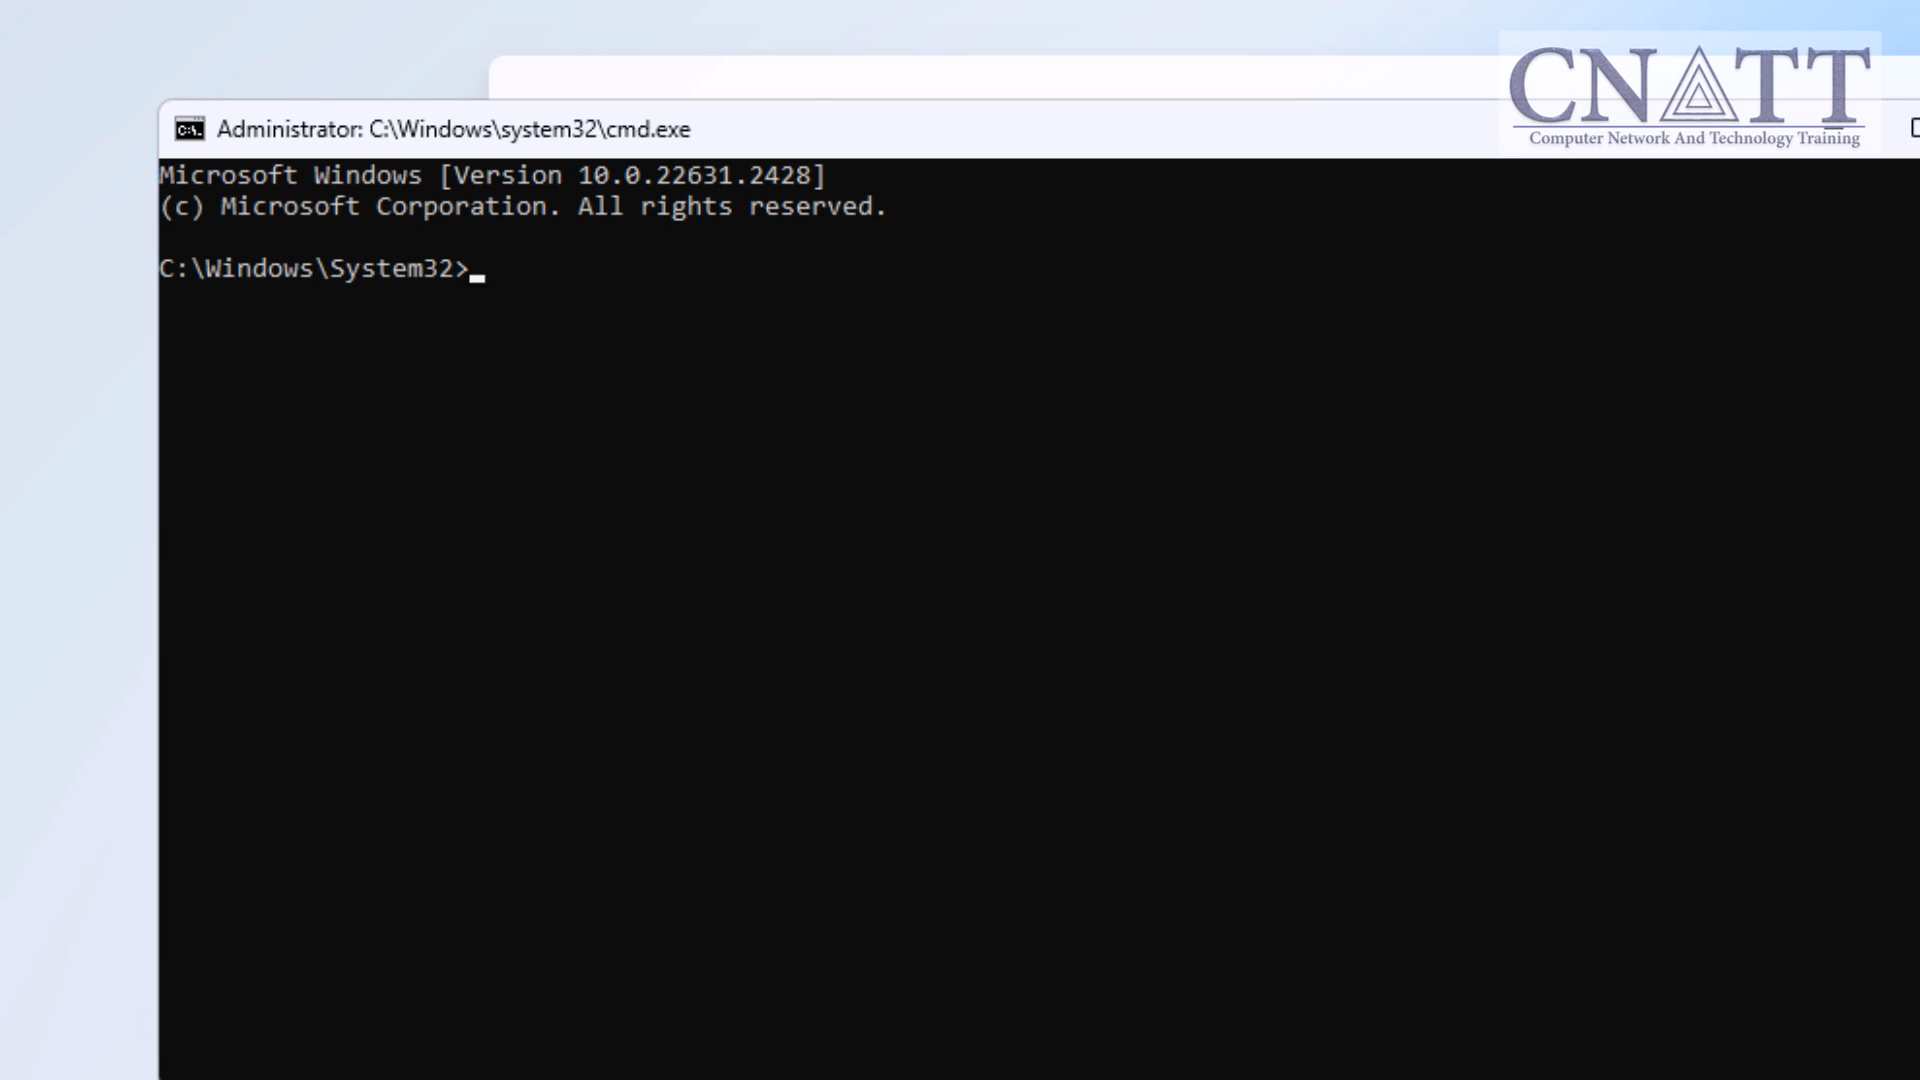 CNATT
Computer Network And Technology Training
Administrator: C:\Windows\system32\cmd.exe
Microsoft Windows [Version 10.0.22631.2428]
(c) Microsoft Corporation. All rights reserved.
C:\Windows\System32>